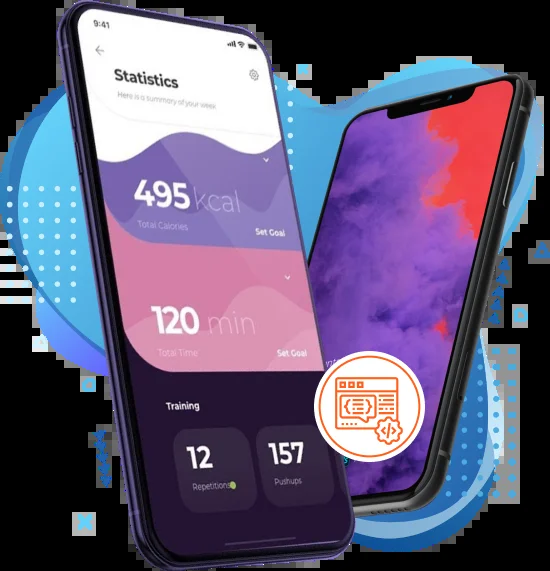 9:41
Statistics
Here is a summary of your week
495 kcal
Total Calories
Set Goal
120 min
Total Time
Set Goal
Training
12
157
Repetitions
Pushups